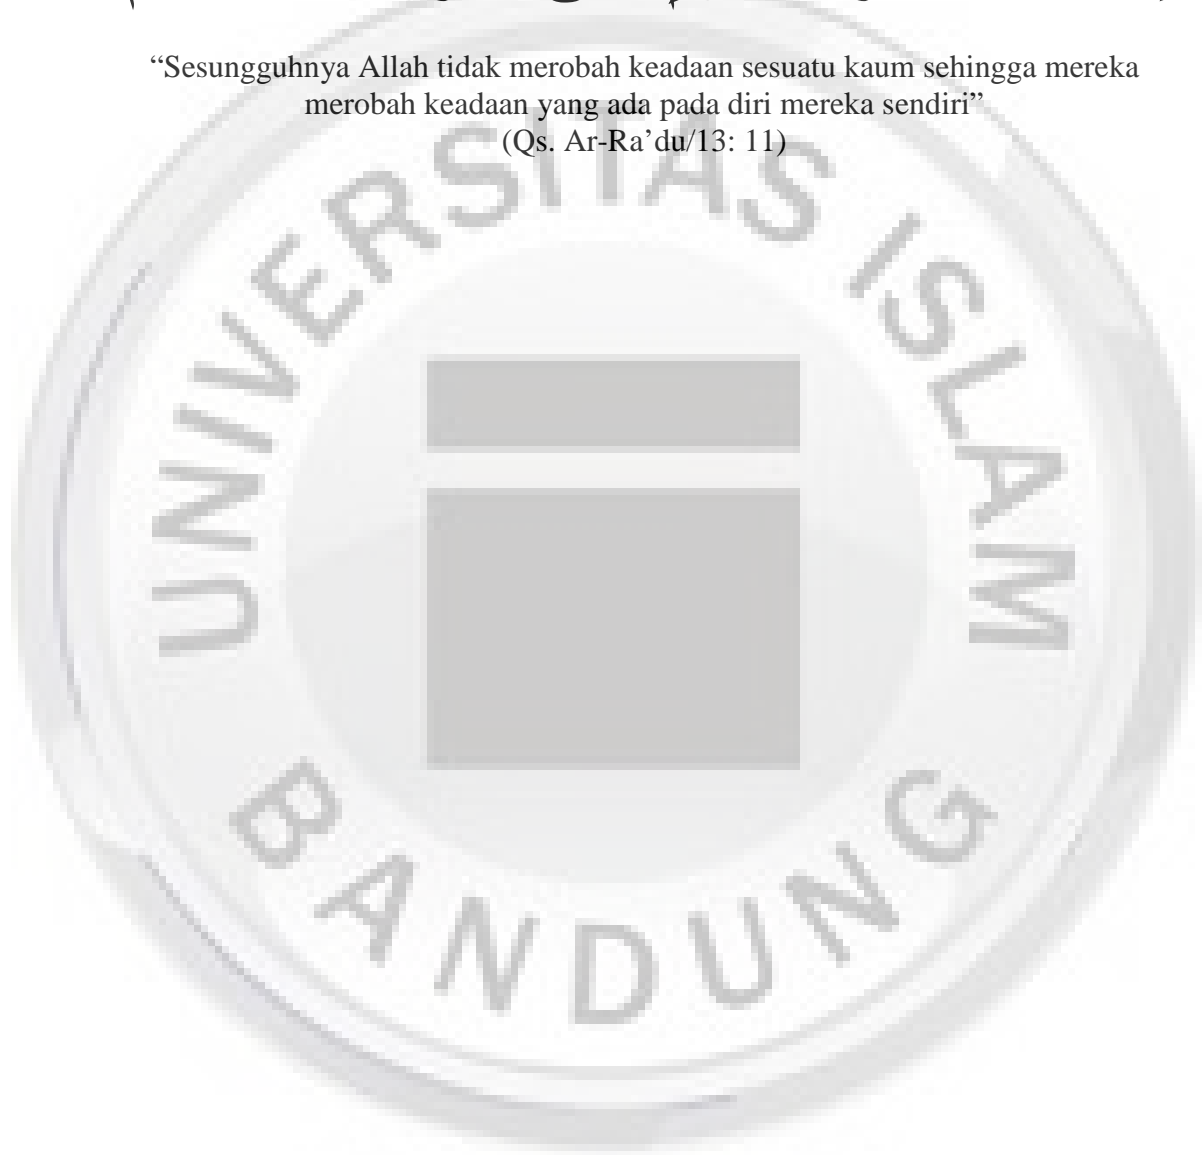 “Sesungguhnya Allah tidak merobah keadaan sesuatu kaum sehingga mereka
merobah keadaan yang ada pada diri mereka sendiri”
(Qs. Ar-Ra’du/13: 11)
UNIVERSITAS ISLAM
BANDUNG